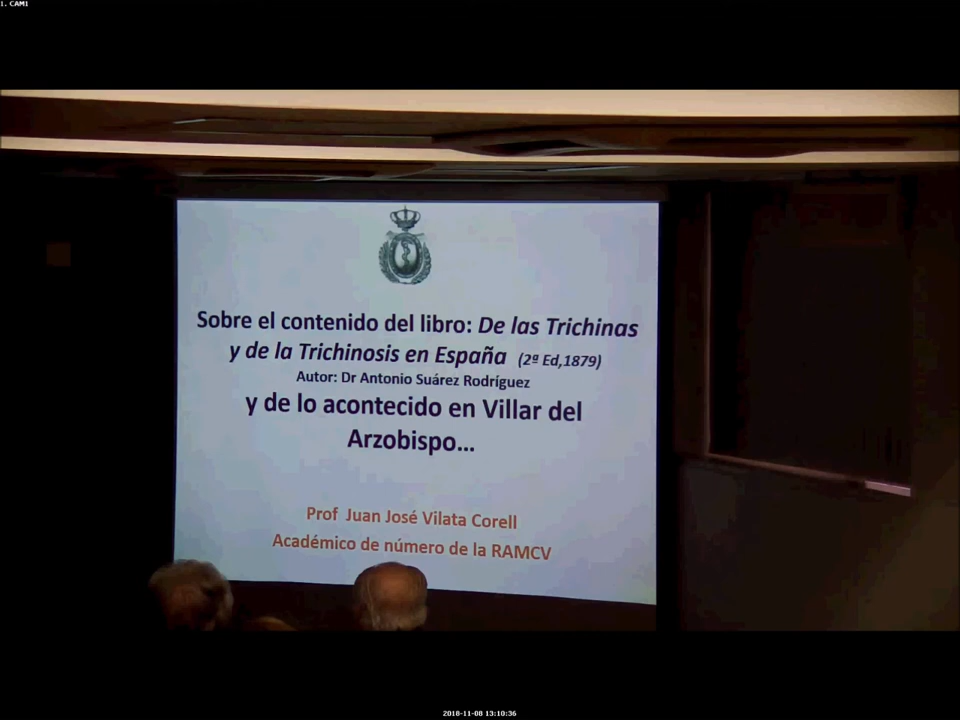 1. CAM1
Sobre el contenido del libro: De las Trichinas
y de la Trichinosis en España (2ª Ed,1879)
Autor: Dr Antonio Suárez Rodríguez
y de lo acontecido en Villar del
Arzobispo...
Prof Juan José Vilata Corell
Académico de número de la RAMCV
2018-11-08 13:10:36